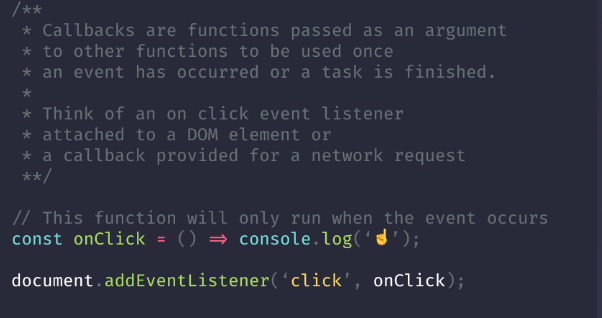 /**
 * Callbacks are functions passed as an argument
 * to other functions to be used once
 * an event has occurred or a task is finished.
 *
 * Think of an on click event listener
 * attached to a DOM element or
 * a callback provided for a network request
 **/
// This function will only run when the event occurs
const onClick = () => console.log(‘☝️’);
document.addEventListener(‘click’, onClick);